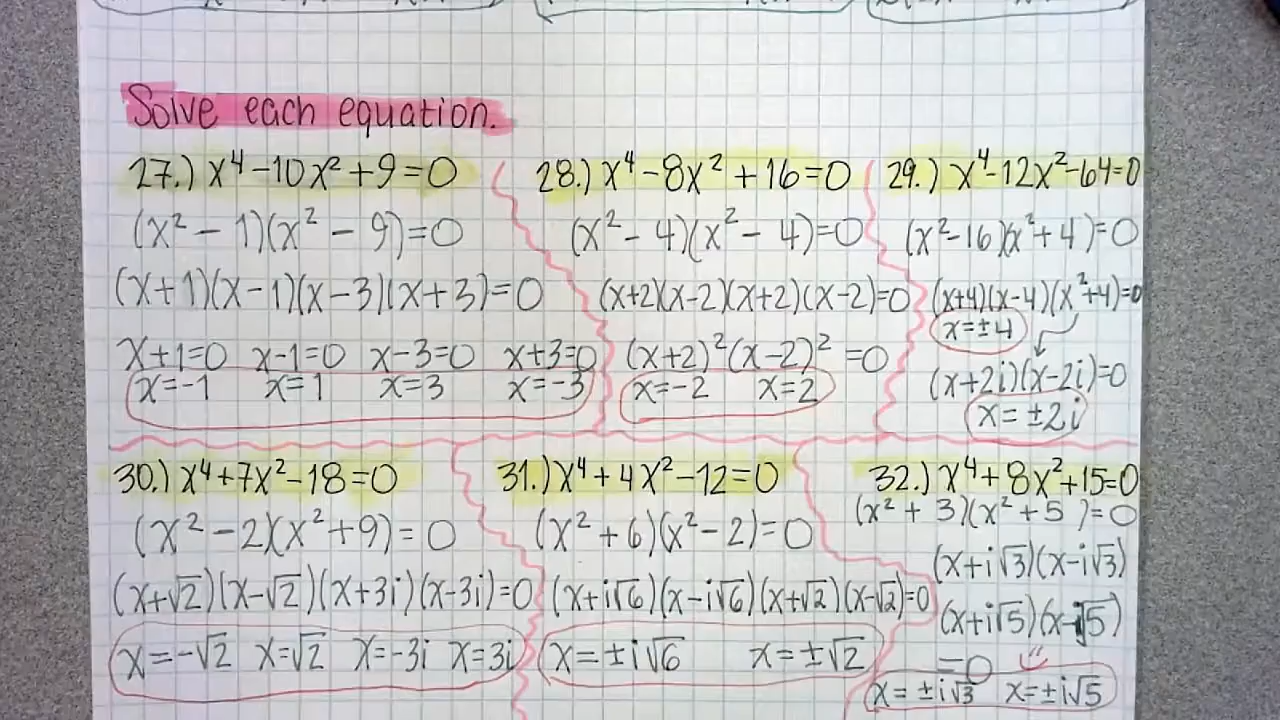 Solve each equation.
27.) x⁴-10x²+9=0
(x²-1)(x²-9)=0
(x+1)(x-1)(x-3)(x+3)=0
x+1=0 x-1=0 x-3=0 x+3=0
x=-1 x=1 x=3 x=-3
28.) x⁴-8x²+16=0
(x²-4)(x²-4)=0
(x+2)(x-2)(x+2)(x-2)=0
(x+2)²(x-2)²=0
x=-2 x=2
29.) x⁴-12x²-64=0
(x²-16)(x²+4)=0
(x+4)(x-4)(x²+4)=0
x=±4
(x+2i)(x-2i)=0
x=±2i
30.) x⁴+7x²-18=0
(x²-2)(x²+9)=0
(x+√2)(x-√2)(x+3i)(x-3i)=0
x=-√2 x=√2 x=-3i x=3i
31.) x⁴+4x²-12=0
(x²+6)(x²-2)=0
(x+i√6)(x-i√6)(x+√2)(x-√2)=0
x=±i√6 x=±√2
32.) x⁴+8x²+15=0
(x²+3)(x²+5)=0
(x+i√3)(x-i√3)
(x+i√5)(x-i√5)
=0
x=±i√3 x=±i√5